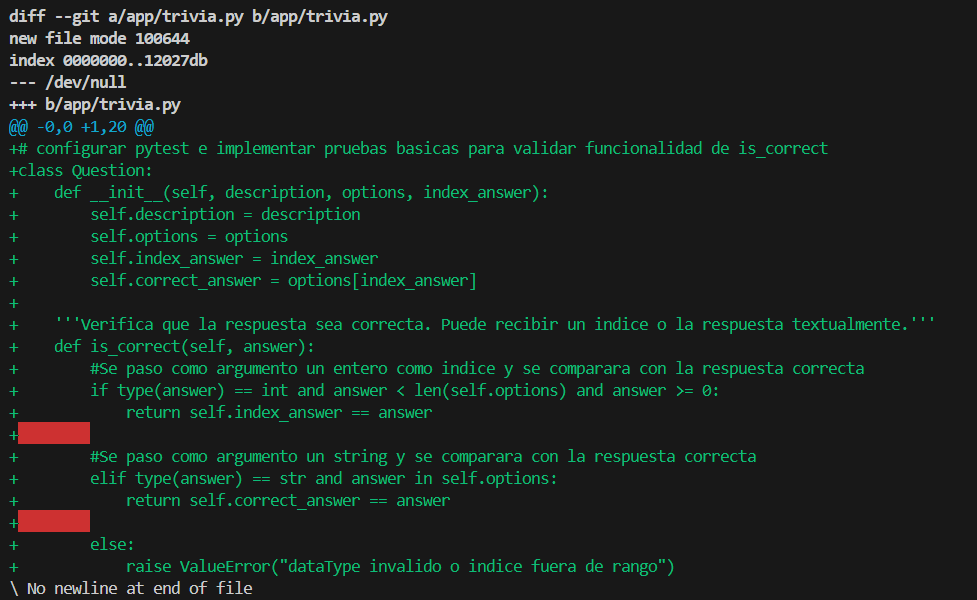 diff --git a/app/trivia.py b/app/trivia.py
new file mode 100644
index 0000000..12027db
--- /dev/null
+++ b/app/trivia.py
@@ -0,0 +1,20 @@
+# configurar pytest e implementar pruebas basicas para validar funcionalidad de is_correct
+class Question:
+    def __init__(self, description, options, index_answer):
+        self.description = description
+        self.options = options
+        self.index_answer = index_answer
+        self.correct_answer = options[index_answer]
+
+    '''Verifica que la respuesta sea correcta. Puede recibir un indice o la respuesta textualmente.'''
+    def is_correct(self, answer):
+        #Se paso como argumento un entero como indice y se comparara con la respuesta correcta
+        if type(answer) == int and answer < len(self.options) and answer >= 0:
+            return self.index_answer == answer
+
+        #Se paso como argumento un string y se comparara con la respuesta correcta
+        elif type(answer) == str and answer in self.options:
+            return self.correct_answer == answer
+
+        else:
+            raise ValueError("dataType invalido o indice fuera de rango")
\ No newline at end of file